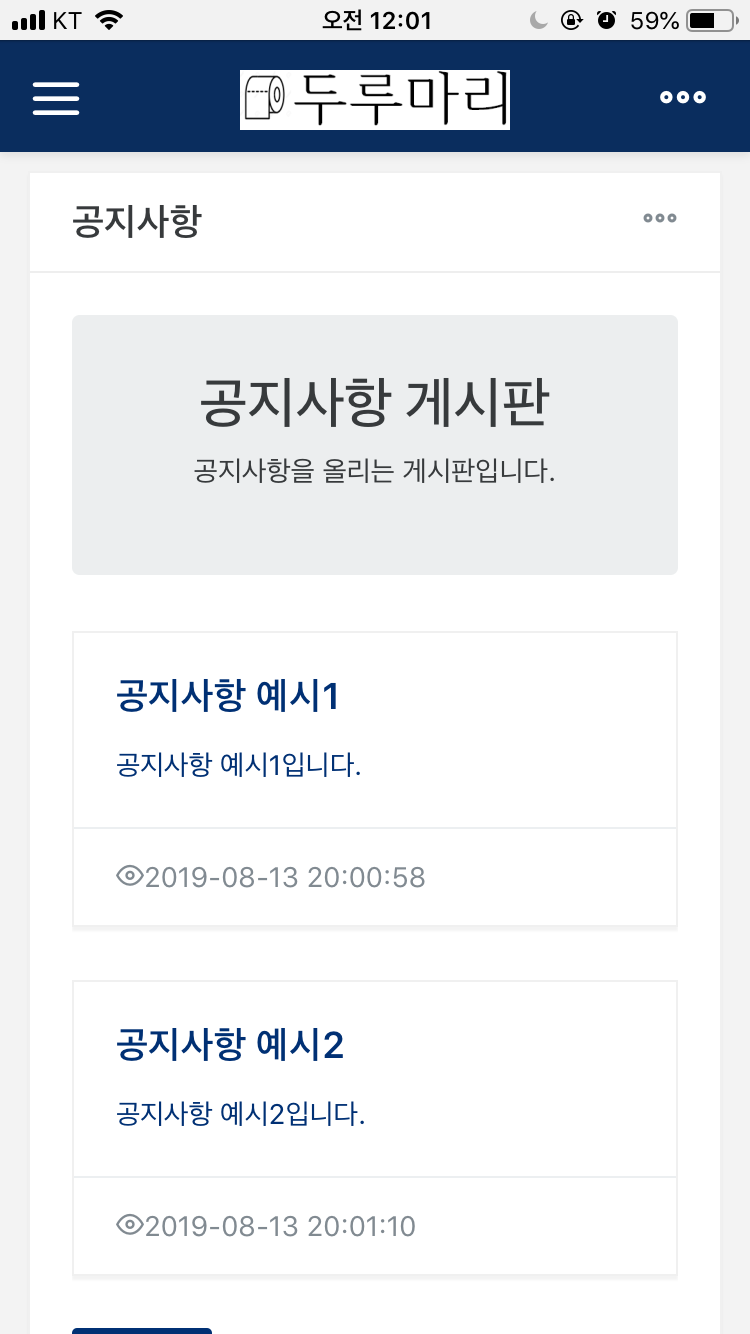 KT 오전 12:01 59%
두루마리
공지사항
공지사항 게시판
공지사항을 올리는 게시판입니다.
공지사항 예시1
공지사항 예시1입니다.
2019-08-13 20:00:58
공지사항 예시2
공지사항 예시2입니다.
2019-08-13 20:01:10